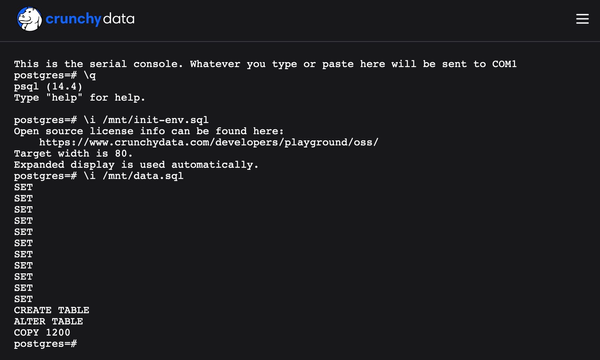 crunchydata
This is the serial console. Whatever you type or paste here will be sent to COM1
postgres=# \q
psql (14.4)
Type "help" for help.
postgres=# \i /mnt/init-env.sql
Open source license info can be found here:
https://www.crunchydata.com/developers/playground/oss/
Target width is 80.
Expanded display is used automatically.
postgres=# \i /mnt/data.sql
SET
SET
SET
SET
SET
SET
SET
SET
SET
SET
SET
CREATE TABLE
ALTER TABLE
COPY 1200
postgres=#